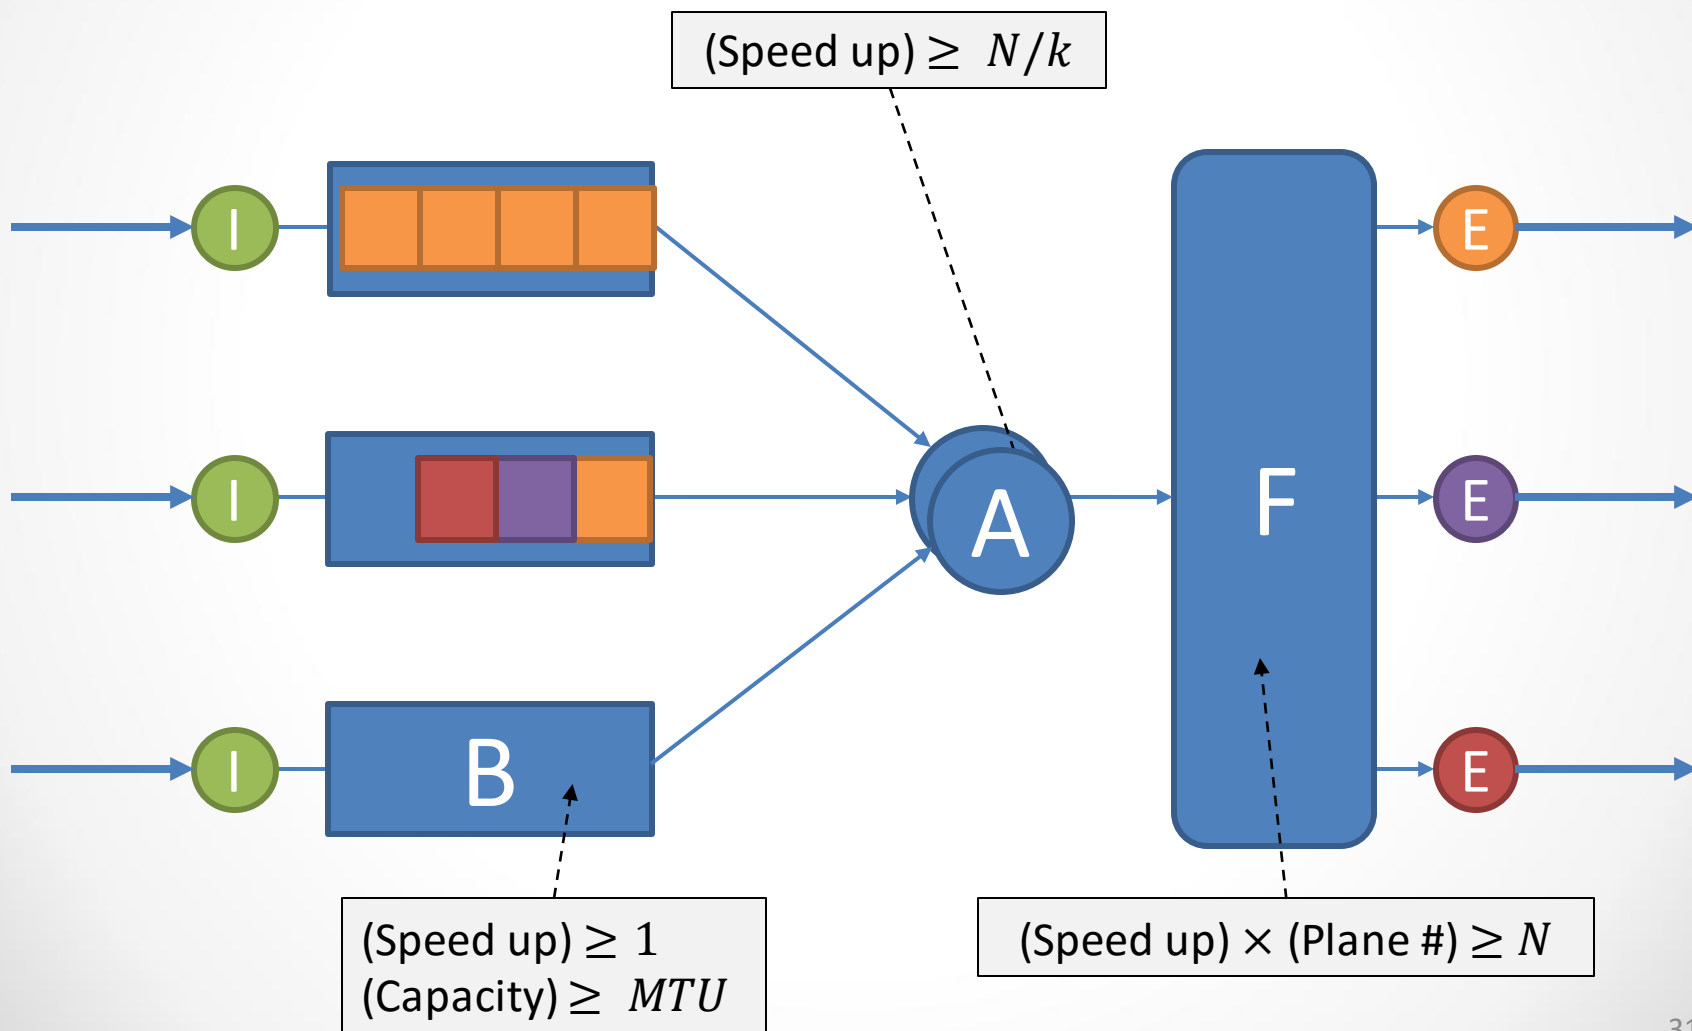 (Speed up) ≥ N/k
I
E
I
A
F
E
I
B
E
(Speed up) ≥ 1
(Capacity) ≥ MTU
(Speed up) × (Plane #) ≥ N